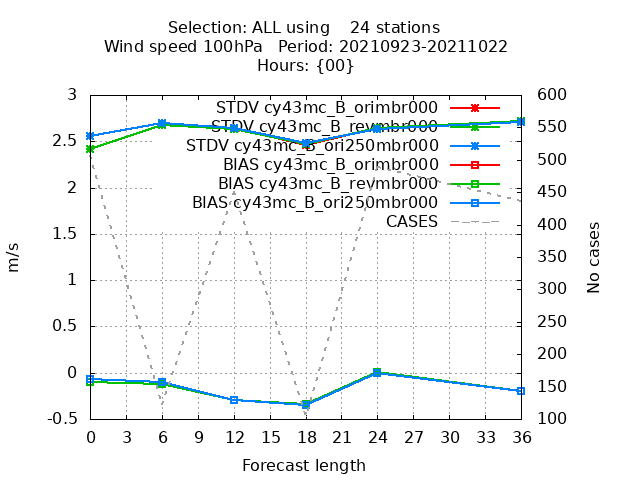 Selection: ALL using    24 stations
Wind speed 100hPa   Period: 20210923-20211022
Hours: {00}
STDV cy43mc_B_orimbr000
STDV cy43mc_B_revmbr000
STDV cy43mc_B_ori250mbr000
BIAS cy43mc_B_orimbr000
BIAS cy43mc_B_revmbr000
BIAS cy43mc_B_ori250mbr000
CASES
3
2.5
2
1.5
1
0.5
0
-0.5
m/s
600
550
500
450
400
350
300
250
200
150
100
No cases
0 3 6 9 12 15 18 21 24 27 30 33 36
Forecast length